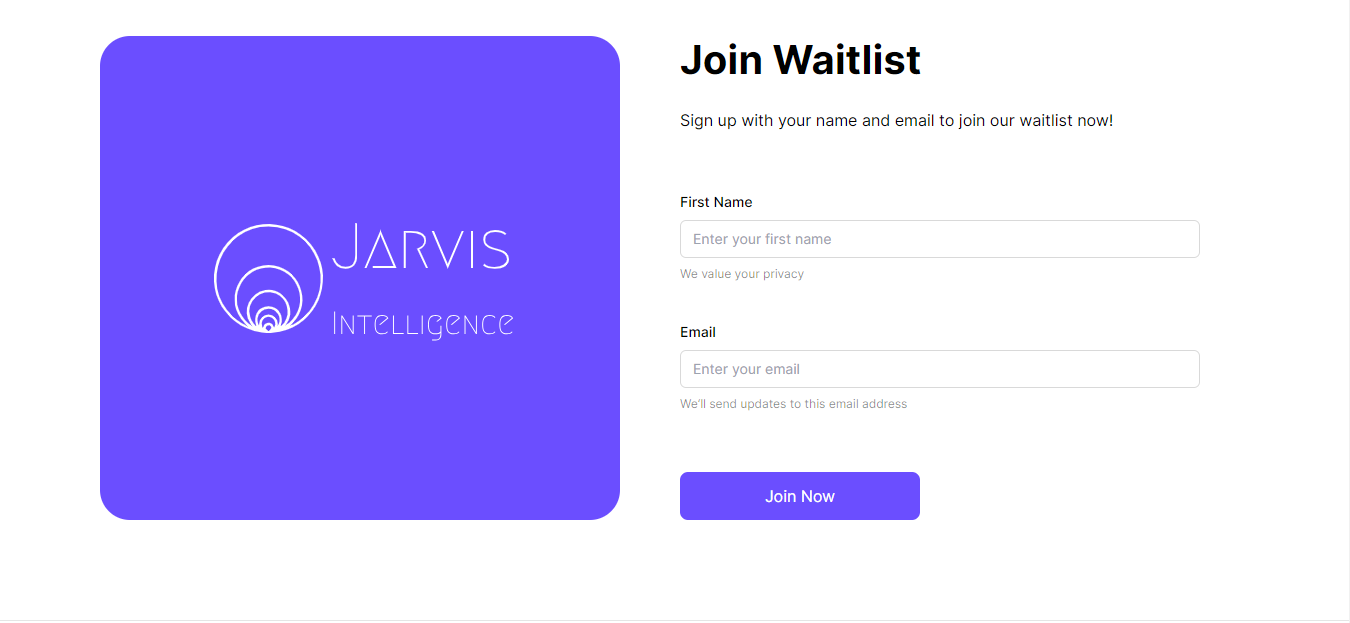 Jarvis
Intelligence
Join Waitlist
Sign up with your name and email to join our waitlist now!
First Name
Enter your first name
We value your privacy
Email
Enter your email
We'll send updates to this email address
Join Now